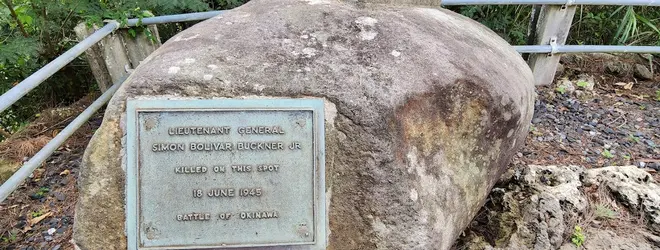 LIEUTENANT GENERAL
SIMON BOLIVAR BUCKNER JR
KILLED ON THIS SPOT
18 JUNE 1945
BATTLE OF OKINAWA